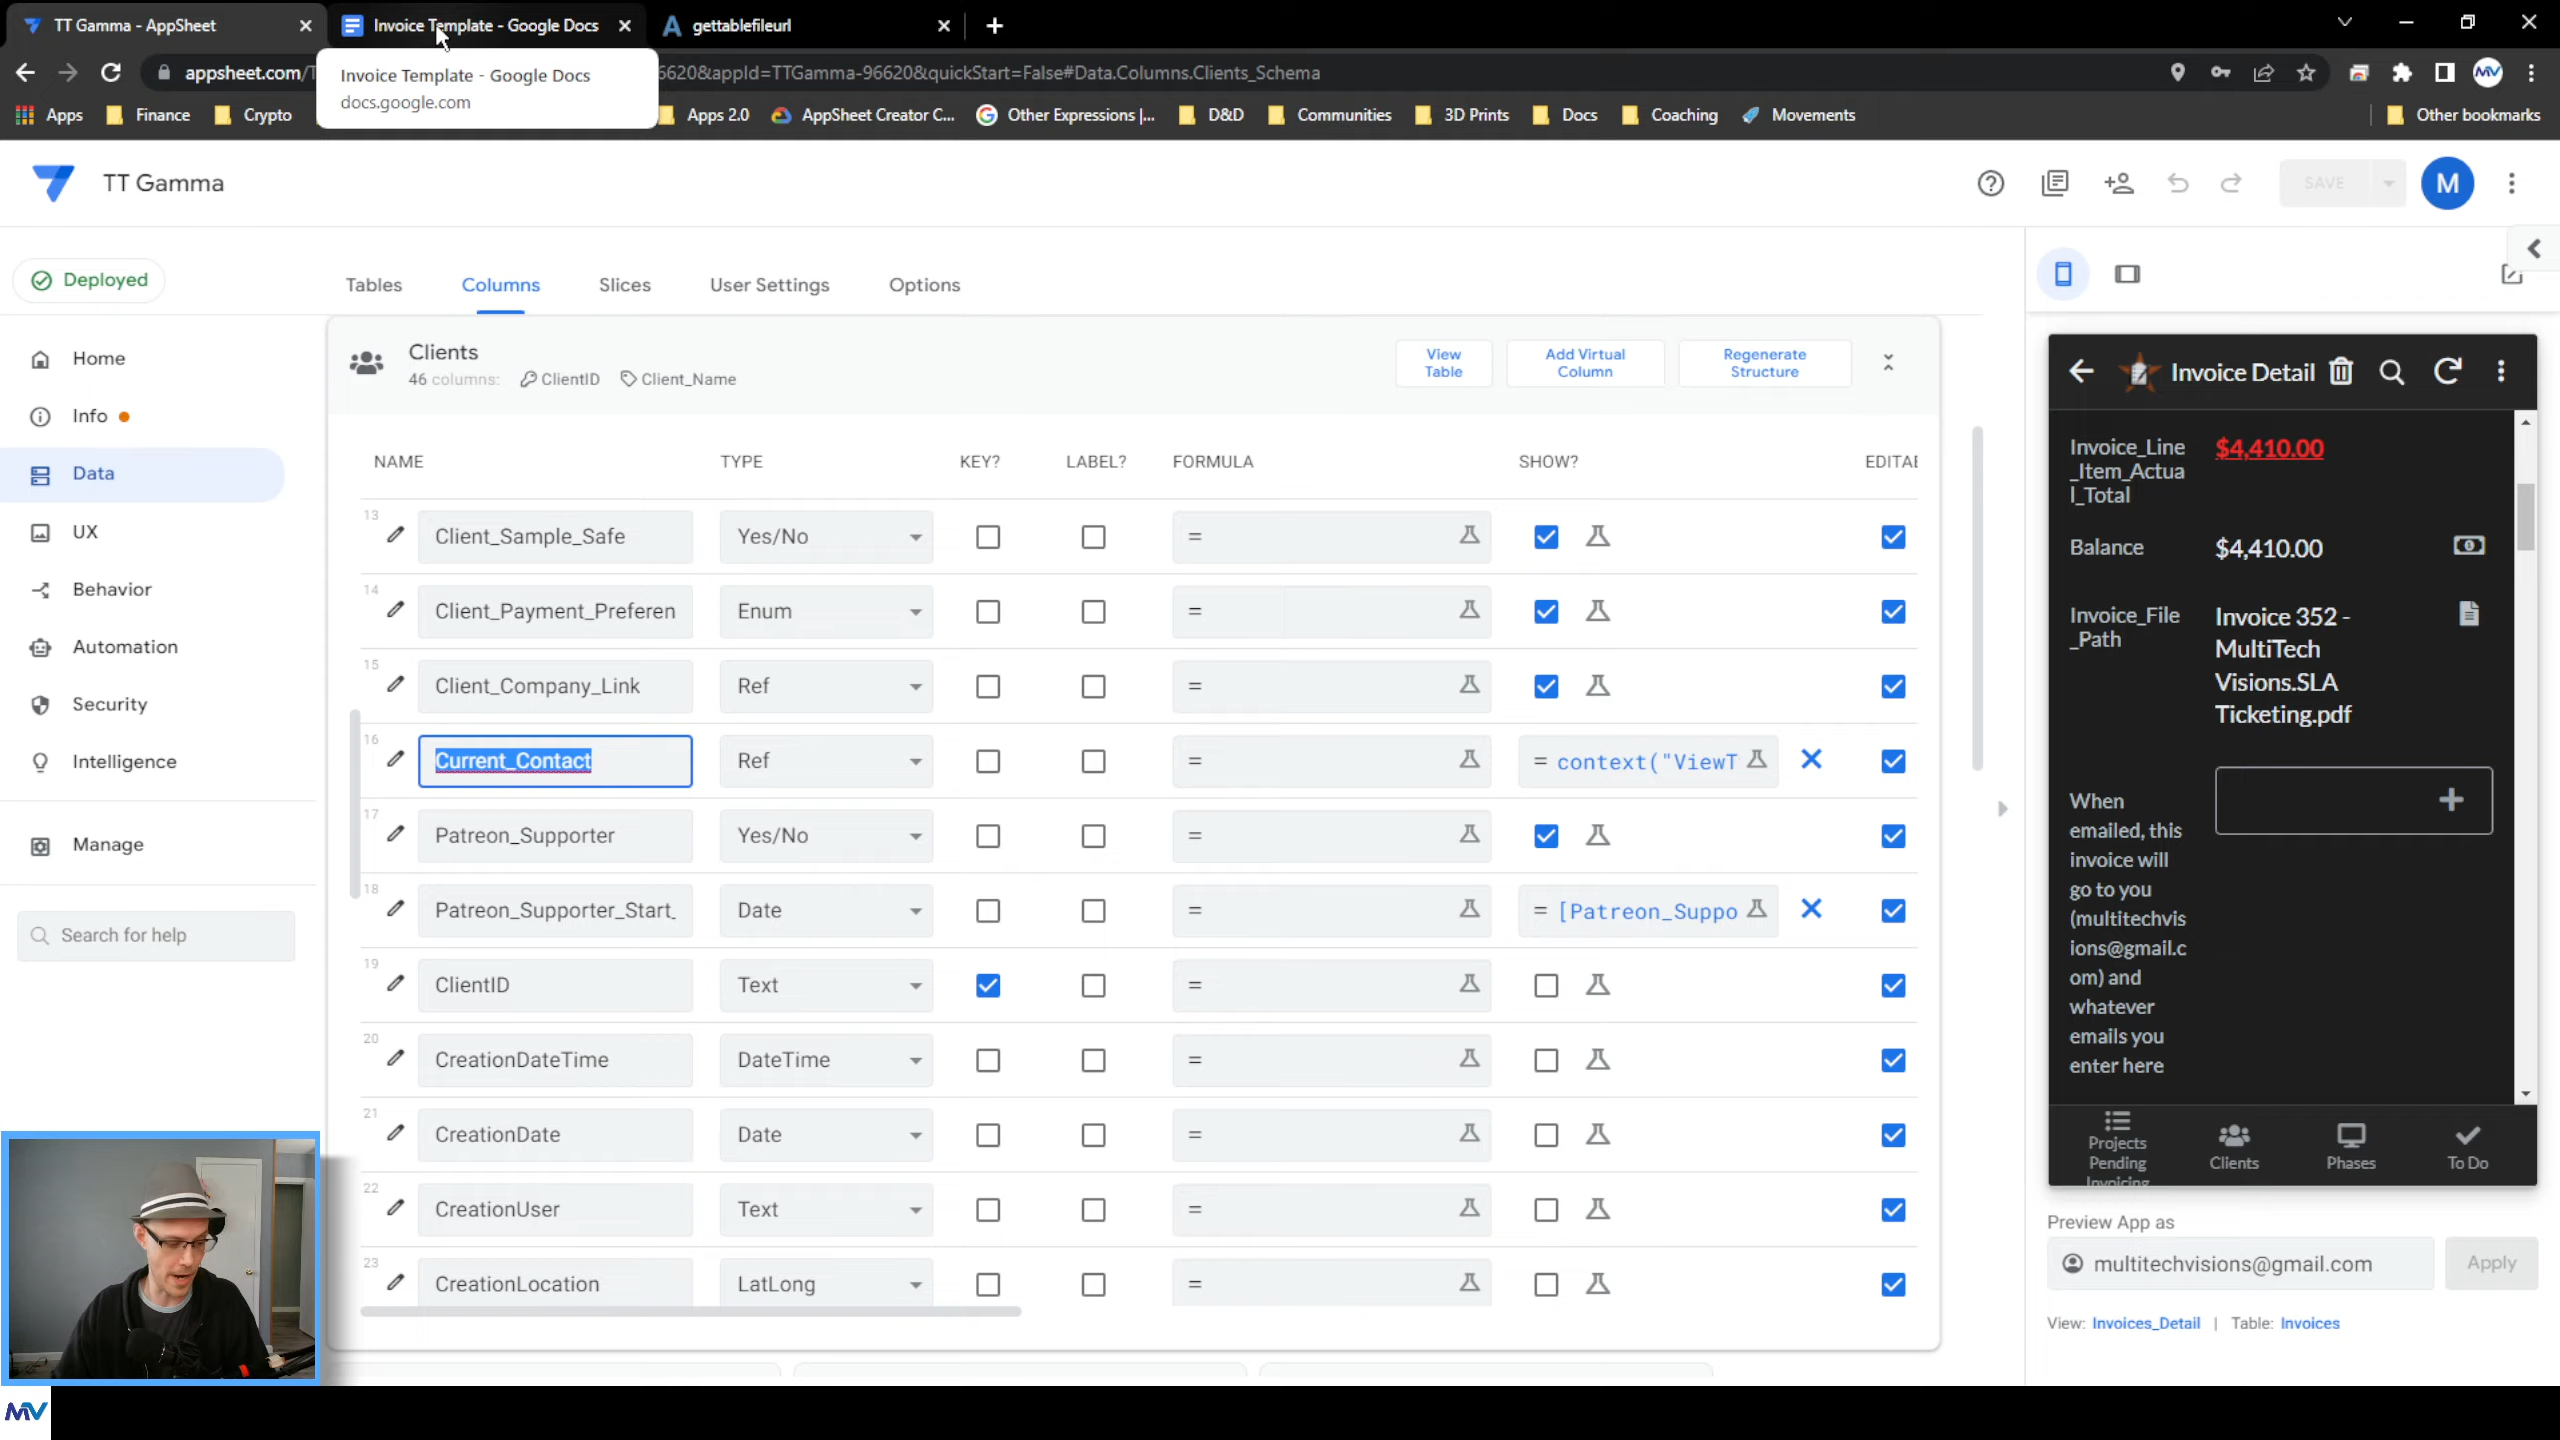 TT Gamma - AppSheet
Invoice Template - Google Docs
gettablefileurl
appsheet.com/T
6620&appId=TTGamma-96620&quickStart=False#Data.Columns.Clients_Schema
Invoice Template - Google Docs
docs.google.com
Apps
Finance
Crypto
Apps 2.0
AppSheet Creator C...
Other Expressions |...
D&D
Communities
3D Prints
Docs
Coaching
Movements
Other bookmarks
TT Gamma
SAVE
M
Deployed
Tables
Columns
Slices
User Settings
Options
Home
Info
Data
UX
Behavior
Automation
Security
Intelligence
Manage
Search for help
Clients
46 columns: ClientID Client_Name
View Table
Add Virtual Column
Regenerate Structure
NAME TYPE KEY? LABEL? FORMULA SHOW? EDITAB
13 Client_Sample_Safe Yes/No =
14 Client_Payment_Preferen Enum =
15 Client_Company_Link Ref =
16 Current_Contact Ref = = context("ViewT
17 Patreon_Supporter Yes/No =
18 Patreon_Supporter_Start_ Date = = [Patreon_Suppo
19 ClientID Text =
20 CreationDateTime DateTime =
21 CreationDate Date =
22 CreationUser Text =
23 CreationLocation LatLong =
Invoice Detail
Invoice_Line
_Item_Actua
l_Total
$4,410.00
Balance
$4,410.00
Invoice_File
_Path
Invoice 352 -
MultiTech
Visions.SLA
Ticketing.pdf
When
emailed, this
invoice will
go to you
(multitechvis
ions@gmail.c
om) and
whatever
emails you
enter here
Projects
Pending
Invoicing
Clients
Phases
To Do
Preview App as
multitechvisions@gmail.com
Apply
View: Invoices_Detail | Table: Invoices
MV